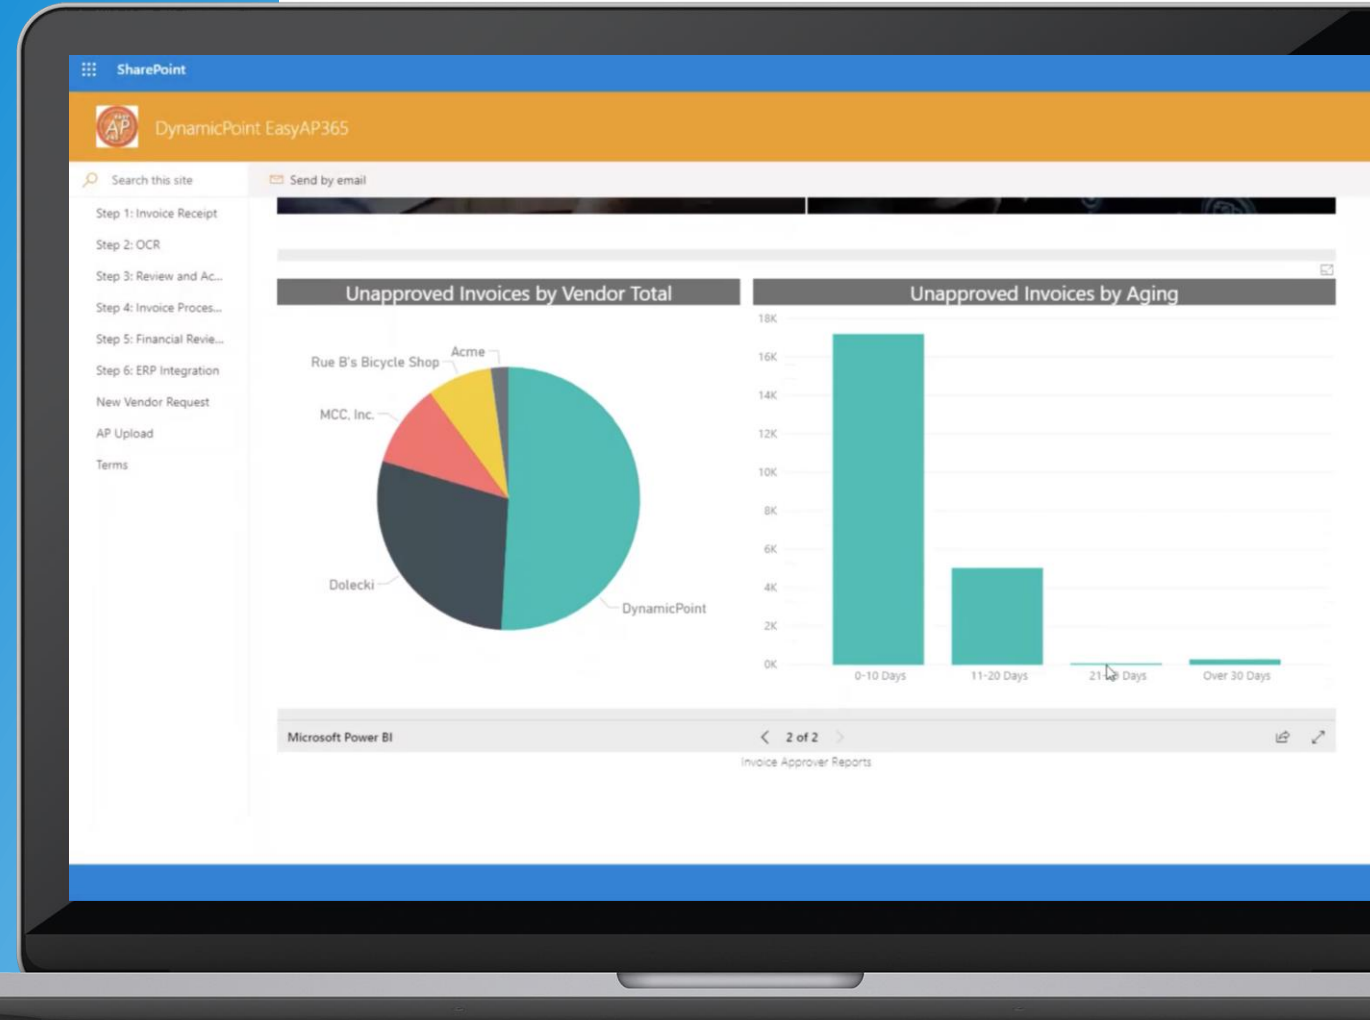 SharePoint
AP
DynamicPoint EasyAP365
Search this site
Send by email
Step 1: Invoice Receipt
Step 2: OCR
Step 3: Review and Ac...
Step 4: Invoice Proces...
Step 5: Financial Revie...
Step 6: ERP Integration
New Vendor Request
AP Upload
Terms
Unapproved Invoices by Vendor Total
Acme
Rue B's Bicycle Shop
MCC, Inc.
Dolecki
DynamicPoint
Unapproved Invoices by Aging
18K
16K
14K
12K
10K
8K
6K
4K
2K
0K
0-10 Days
11-20 Days
Days
Over 30 Days
Microsoft Power BI
2 of 2
Invoice Approver Reports